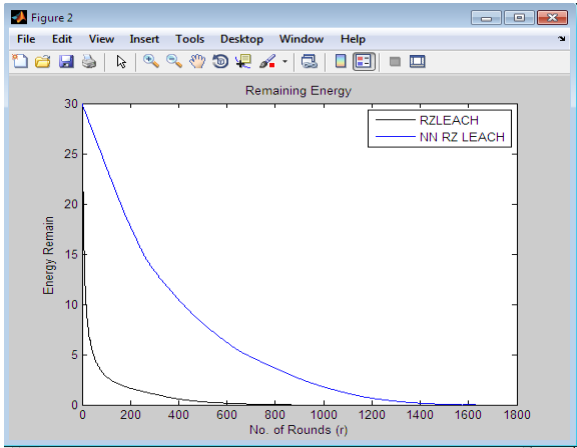 Figure 2
File Edit View Insert Tools Desktop Window Help
Remaining Energy
RZLEACH
NN RZ LEACH
Energy Remain
30
25
20
15
10
5
0
0 200 400 600 800 1000 1200 1400 1600 1800
No. of Rounds (r)